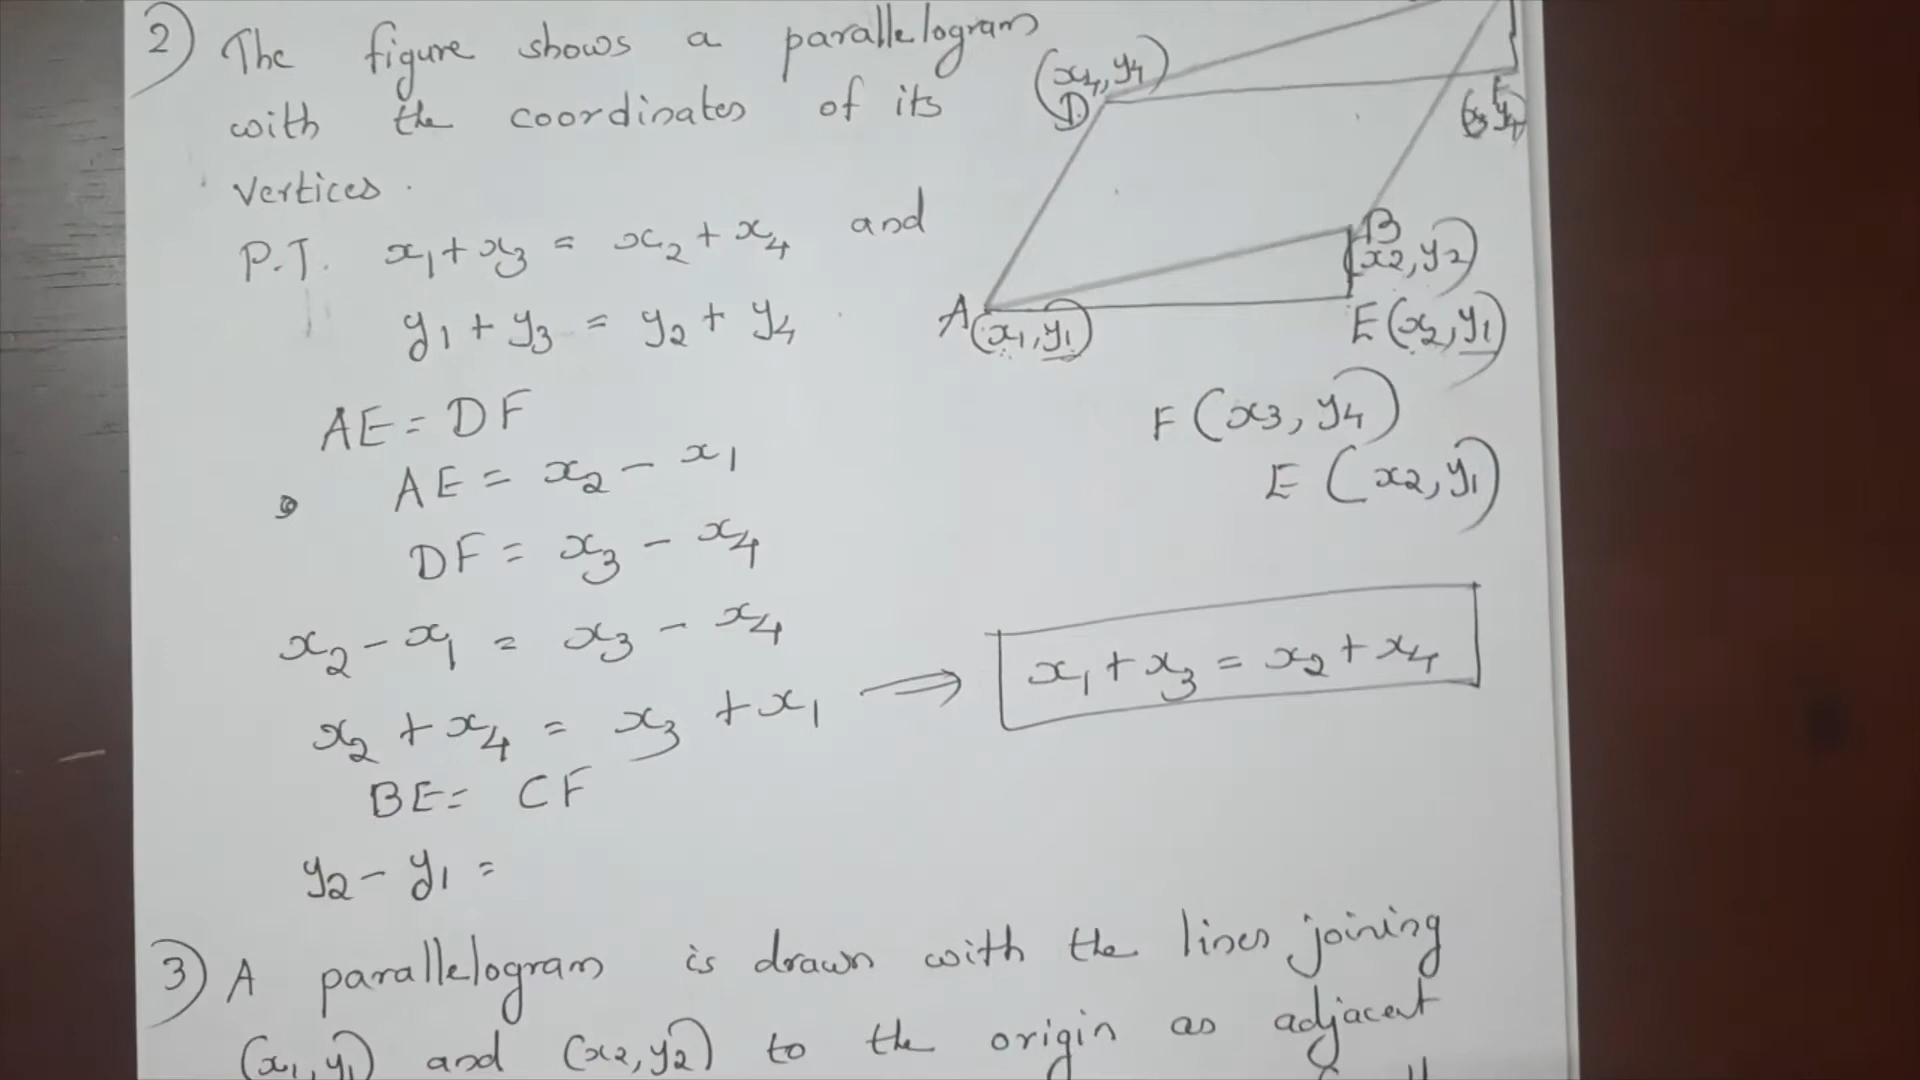 2) The figure shows a parallelogram
with the coordinates of its
vertices.
P.T. x₁+x₃ = x₂+x₄ and
y₁+y₃ = y₂+y₄.
(x₄,y₄)
D
(x₃,y₄)
B
(x₂,y₂)
A
(x₁,y₁)
E(x₂,y₁)
F(x₃,y₄)
E(x₂,y₁)
AE = DF
AE = x₂-x₁
DF = x₃-x₄
x₂-x₁ = x₃-x₄
x₂+x₄ = x₃+x₁ ⇒ x₁+x₃ = x₂+x₄
BE = CF
y₂-y₁ =
3) A parallelogram is drawn with the lines joining
(x₁,y₁) and (x₂,y₂) to the origin as adjacent